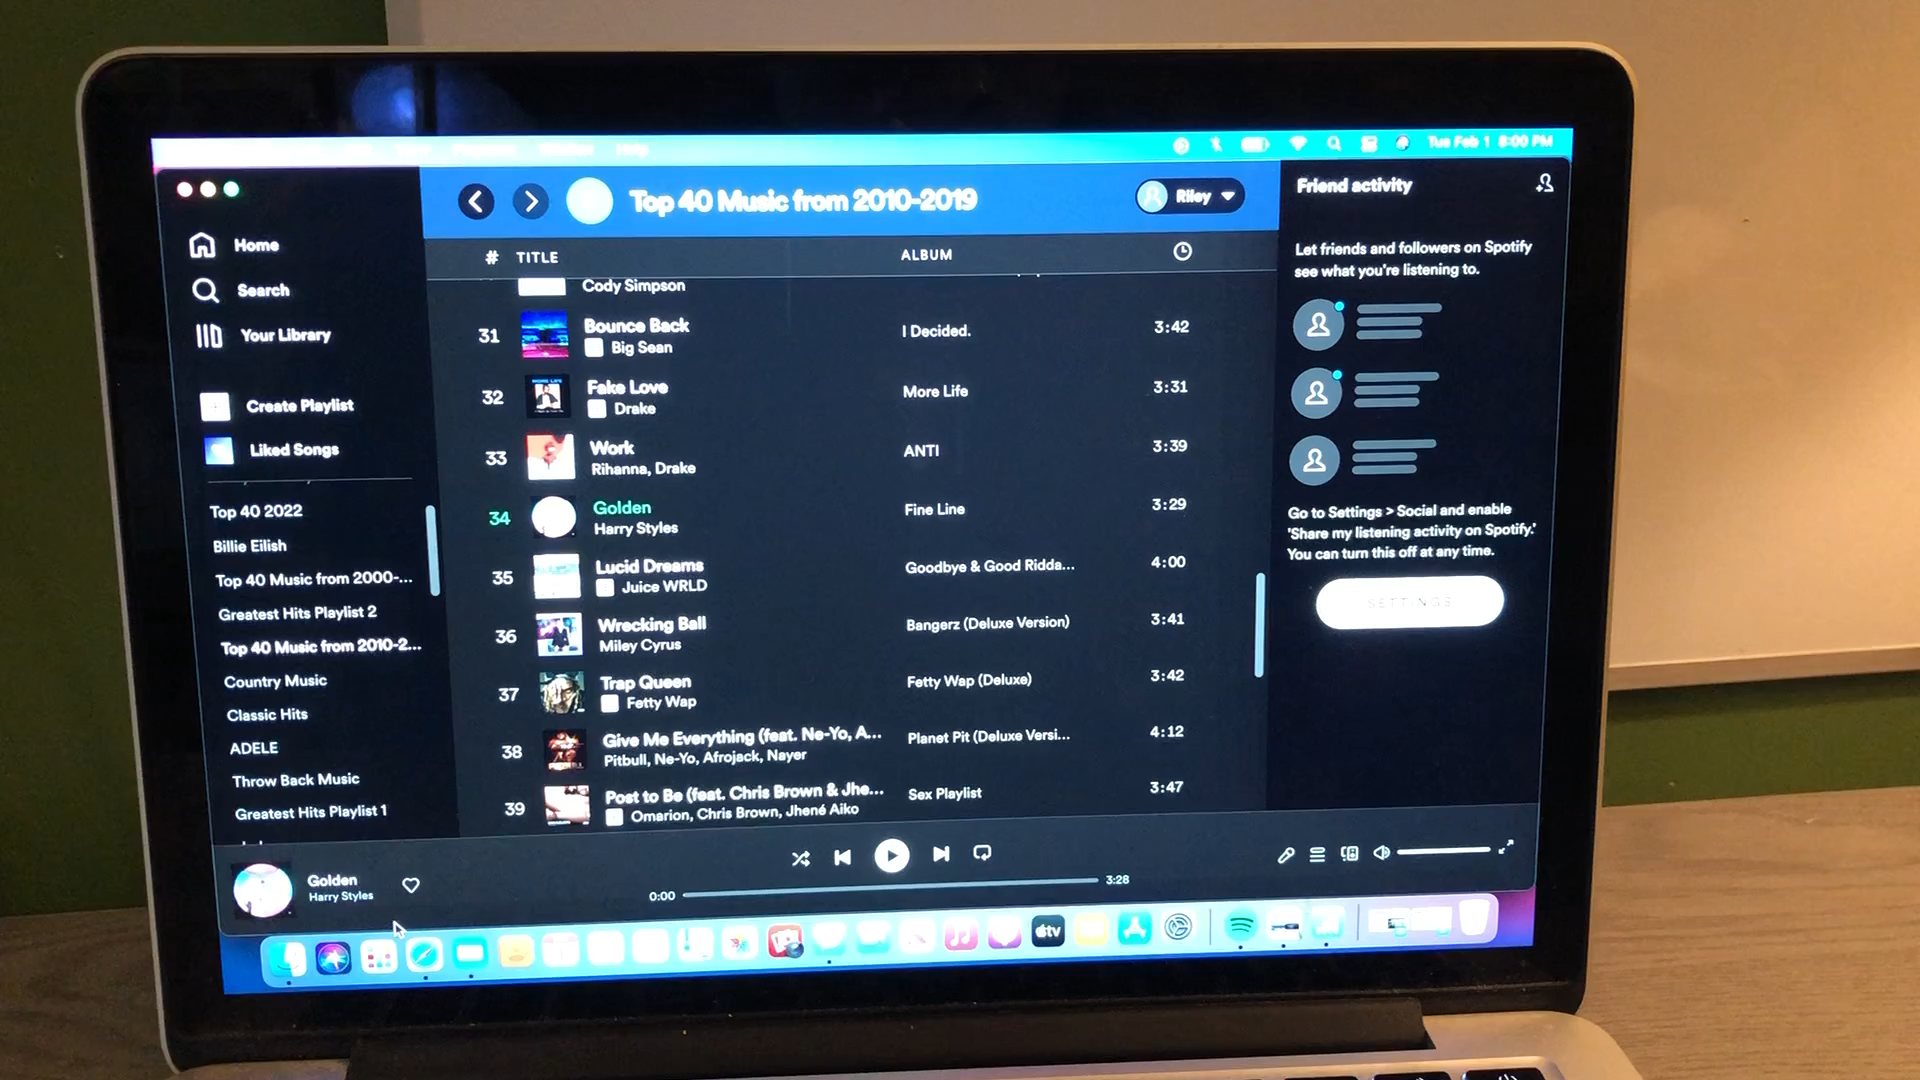 Help
Tue Feb 1 8:00 PM
Home
Search
Your Library
Create Playlist
Liked Songs
Top 40 2022
Billie Eilish
Top 40 Music from 2000-...
Greatest Hits Playlist 2
Top 40 Music from 2010-2...
Country Music
Classic Hits
ADELE
Throw Back Music
Greatest Hits Playlist 1
Top 40 Music from 2010-2019
Riley
# TITLE ALBUM
Cody Simpson
31 Bounce Back I Decided. 3:42
Big Sean
32 Fake Love More Life 3:31
Drake
33 Work ANTI 3:39
Rihanna, Drake
34 Golden Fine Line 3:29
Harry Styles
35 Lucid Dreams Goodbye & Good Ridda... 4:00
Juice WRLD
36 Wrecking Ball Bangerz (Deluxe Version) 3:41
Miley Cyrus
37 Trap Queen Fetty Wap (Deluxe) 3:42
Fetty Wap
38 Give Me Everything (feat. Ne-Yo, A... Planet Pit (Deluxe Versi... 4:12
Pitbull, Ne-Yo, Afrojack, Nayer
39 Post to Be (feat. Chris Brown & Jhe... Sex Playlist 3:47
Omarion, Chris Brown, Jhené Aiko
Friend activity
Let friends and followers on Spotify
see what you're listening to.
Go to Settings > Social and enable
'Share my listening activity on Spotify.'
You can turn this off at any time.
SETTINGS
Golden
Harry Styles
0:00 3:28
tv